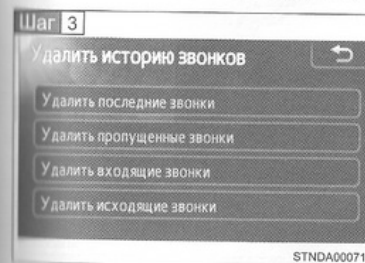 Шаг 3
Удалить историю звонков
Удалить последние звонки
Удалить пропущенные звонки
Удалить входящие звонки
Удалить исходящие звонки
STNDA00071